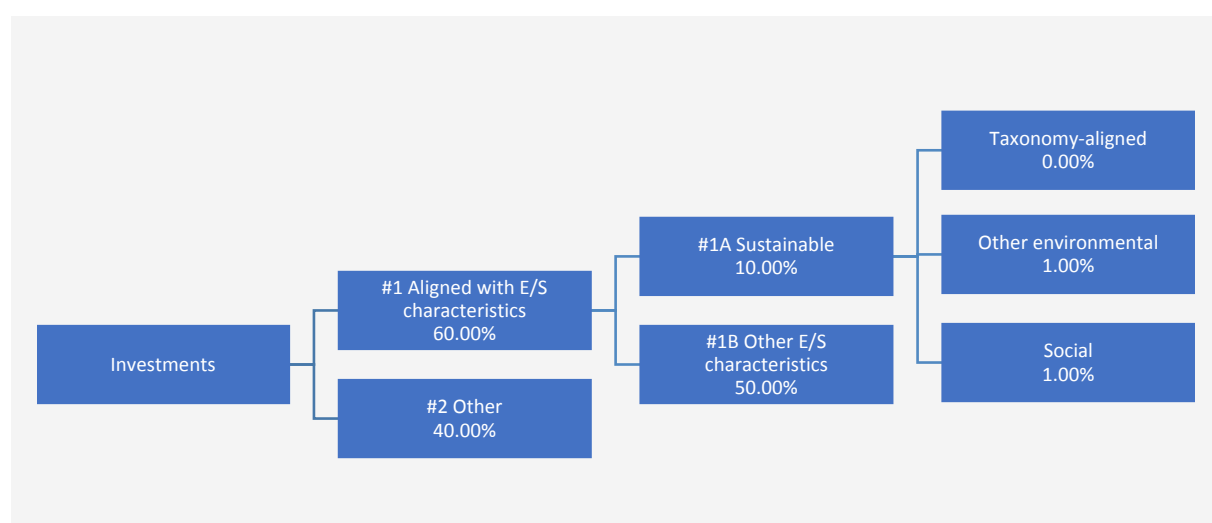 Investments
#1 Aligned with E/S
characteristics
60.00%
#2 Other
40.00%
#1A Sustainable
10.00%
#1B Other E/S
characteristics
50.00%
Taxonomy-aligned
0.00%
Other environmental
1.00%
Social
1.00%